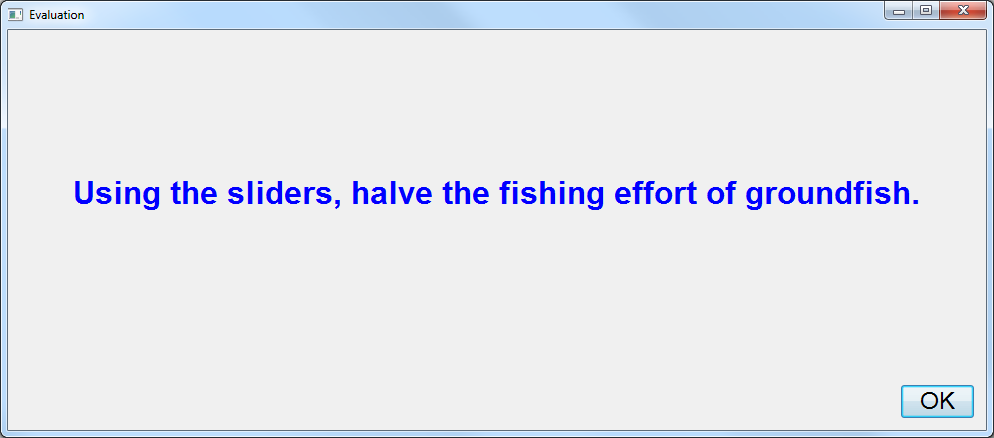 Evaluation
Using the sliders, halve the fishing effort of groundfish.
OK